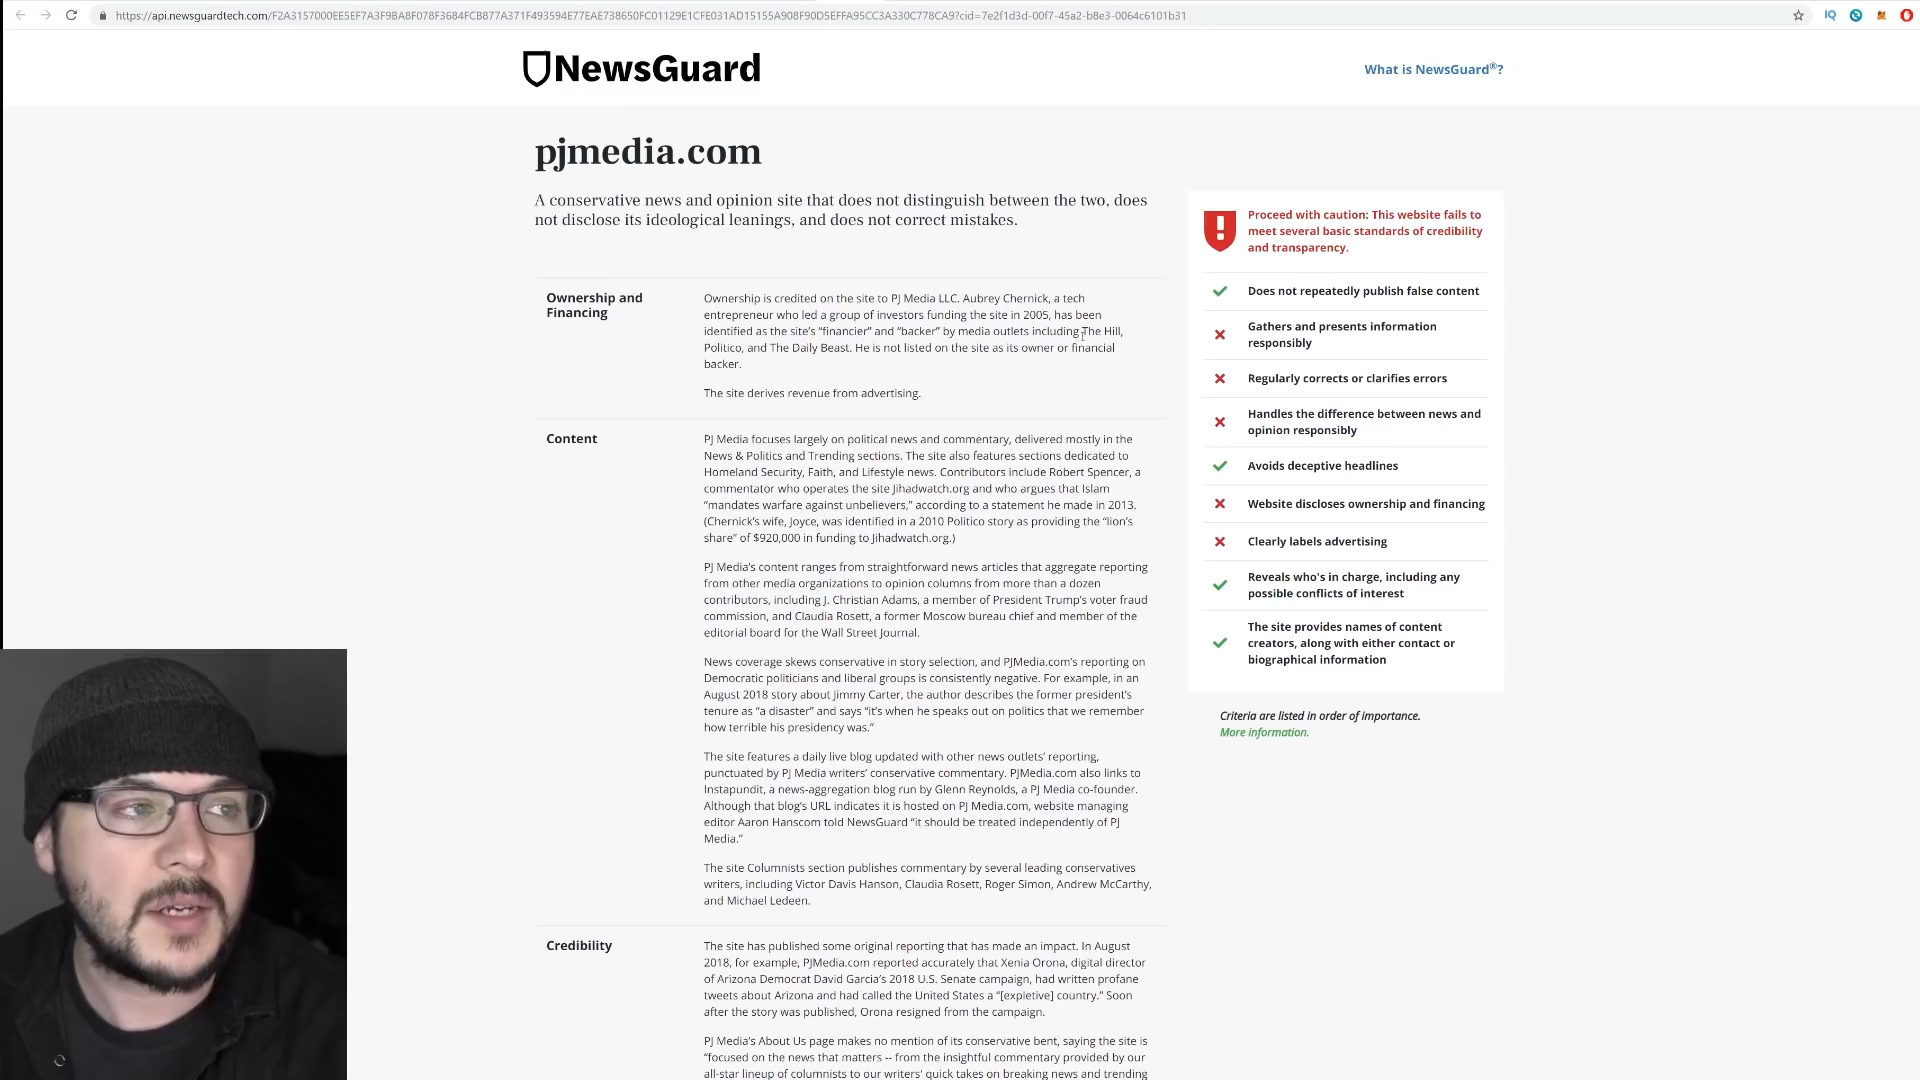 https://api.newsguardtech.com/F2A3157000EE5EF7A3F9BA8F078F3684FCB877A371F493594E77EAE738650FC01129E1CFE031AD15155A908F90D5EFFA95CC3A330C778CA9?cid=7e2f1d3d-00f7-45a2-b8e3-0064c6101b31
NewsGuard
What is NewsGuard®?
pjmedia.com
A conservative news and opinion site that does not distinguish between the two, does
not disclose its ideological leanings, and does not correct mistakes.
Ownership and
Financing
Ownership is credited on the site to PJ Media LLC. Aubrey Chernick, a tech
entrepreneur who led a group of investors funding the site in 2005, has been
identified as the site's “financier” and “backer” by media outlets including The Hill,
Politico, and The Daily Beast. He is not listed on the site as its owner or financial
backer.
The site derives revenue from advertising.
Content
PJ Media focuses largely on political news and commentary, delivered mostly in the
News & Politics and Trending sections. The site also features sections dedicated to
Homeland Security, Faith, and Lifestyle news. Contributors include Robert Spencer, a
commentator who operates the site Jihadwatch.org and who argues that Islam
“mandates warfare against unbelievers,” according to a statement he made in 2013.
(Chernick's wife, Joyce, was identified in a 2010 Politico story as providing the “lion's
share” of $920,000 in funding to Jihadwatch.org.)
PJ Media's content ranges from straightforward news articles that aggregate reporting
from other media organizations to opinion columns from more than a dozen
contributors, including J. Christian Adams, a member of President Trump's voter fraud
commission, and Claudia Rosett, a former Moscow bureau chief and member of the
editorial board for the Wall Street Journal.
News coverage skews conservative in story selection, and PJMedia.com's reporting on
Democratic politicians and liberal groups is consistently negative. For example, in an
August 2018 story about Jimmy Carter, the author describes the former president's
tenure as “a disaster” and says “it's when he speaks out on politics that we remember
how terrible his presidency was.”
The site features a daily live blog updated with other news outlets' reporting,
punctuated by PJ Media writers' conservative commentary. PJMedia.com also links to
Instapundit, a news-aggregation blog run by Glenn Reynolds, a PJ Media co-founder.
Although that blog's URL indicates it is hosted on PJ Media.com, website managing
editor Aaron Hanscom told NewsGuard “it should be treated independently of PJ
Media.”
The site Columnists section publishes commentary by several leading conservatives
writers, including Victor Davis Hanson, Claudia Rosett, Roger Simon, Andrew McCarthy,
and Michael Ledeen.
Credibility
The site has published some original reporting that has made an impact. In August
2018, for example, PJMedia.com reported accurately that Xenia Orona, digital director
of Arizona Democrat David Garcia's 2018 U.S. Senate campaign, had written profane
tweets about Arizona and had called the United States a “[expletive] country.” Soon
after the story was published, Orona resigned from the campaign.
PJ Media's About Us page makes no mention of its conservative bent, saying the site is
“focused on the news that matters -- from the insightful commentary provided by our
all-star lineup of columnists to our writers' quick takes on breaking news and trending
Proceed with caution: This website fails to
meet several basic standards of credibility
and transparency.
Does not repeatedly publish false content
Gathers and presents information
responsibly
Regularly corrects or clarifies errors
Handles the difference between news and
opinion responsibly
Avoids deceptive headlines
Website discloses ownership and financing
Clearly labels advertising
Reveals who's in charge, including any
possible conflicts of interest
The site provides names of content
creators, along with either contact or
biographical information
Criteria are listed in order of importance.
More information.